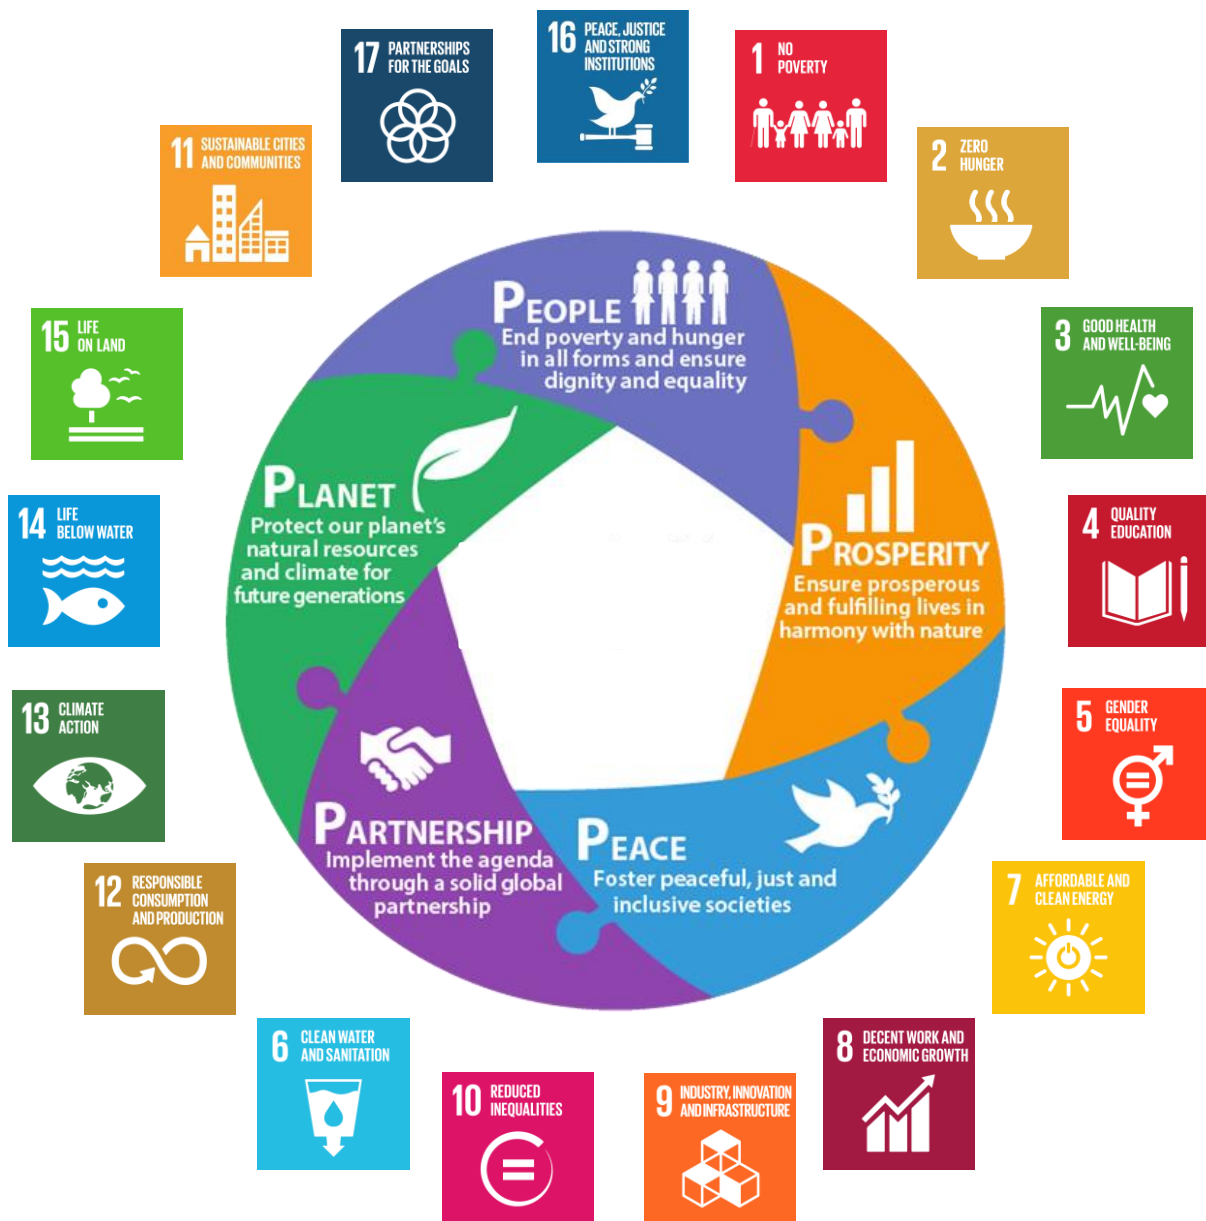 16 PEACE, JUSTICE
AND STRONG
INSTITUTIONS
1 NO
POVERTY
2 ZERO
HUNGER
3 GOOD HEALTH
AND WELL-BEING
4 QUALITY
EDUCATION
5 GENDER
EQUALITY
7 AFFORDABLE AND
CLEAN ENERGY
8 DECENT WORK AND
ECONOMIC GROWTH
9 INDUSTRY, INNOVATION
AND INFRASTRUCTURE
10 REDUCED
INEQUALITIES
6 CLEAN WATER
AND SANITATION
12 RESPONSIBLE
CONSUMPTION
AND PRODUCTION
13 CLIMATE
ACTION
14 LIFE
BELOW WATER
15 LIFE
ON LAND
11 SUSTAINABLE CITIES
AND COMMUNITIES
17 PARTNERSHIPS
FOR THE GOALS
PEOPLE
End poverty and hunger
in all forms and ensure
dignity and equality
PROSPERITY
Ensure prosperous
and fulfilling lives in
harmony with nature
PEACE
Foster peaceful, just and
inclusive societies
PARTNERSHIP
Implement the agenda
through a solid global
partnership
PLANET
Protect our planet's
natural resources
and climate for
future generations